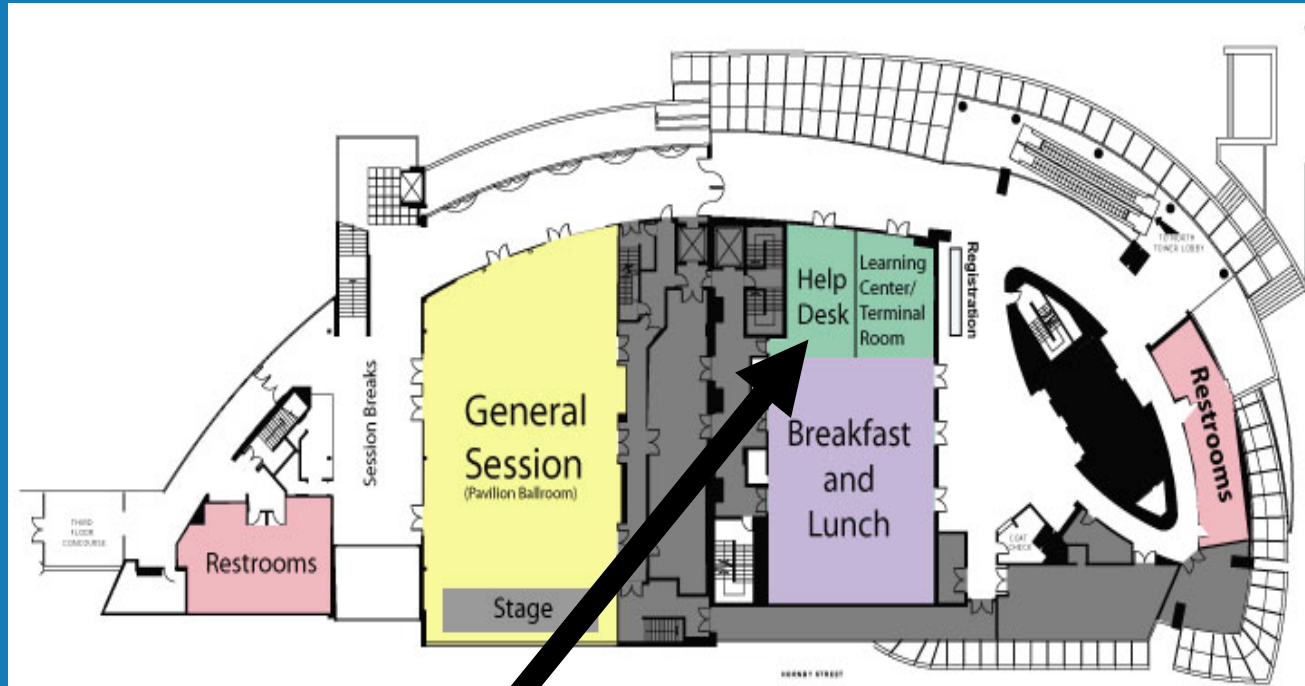 TO NORTH
TOWER LOBBY
Registration
Help
Desk
Learning
Center/
Terminal
Room
Restrooms
Session Breaks
General
Session
(Pavilion Ballroom)
Breakfast
and
Lunch
THIRD
FLOOR
CONCOURSE
COAT
CHECK
Restrooms
Stage
HORNBY STREET